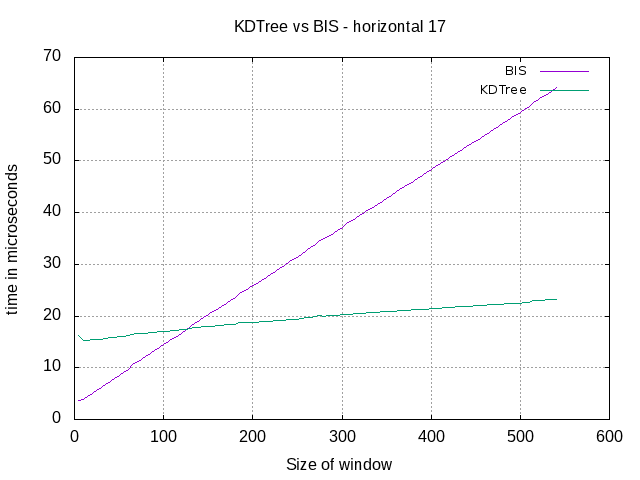 KDTree vs BIS - horizontal 17
BIS
KDTree
70
60
50
40
30
20
10
0
0 100 200 300 400 500 600
time in microseconds
Size of window